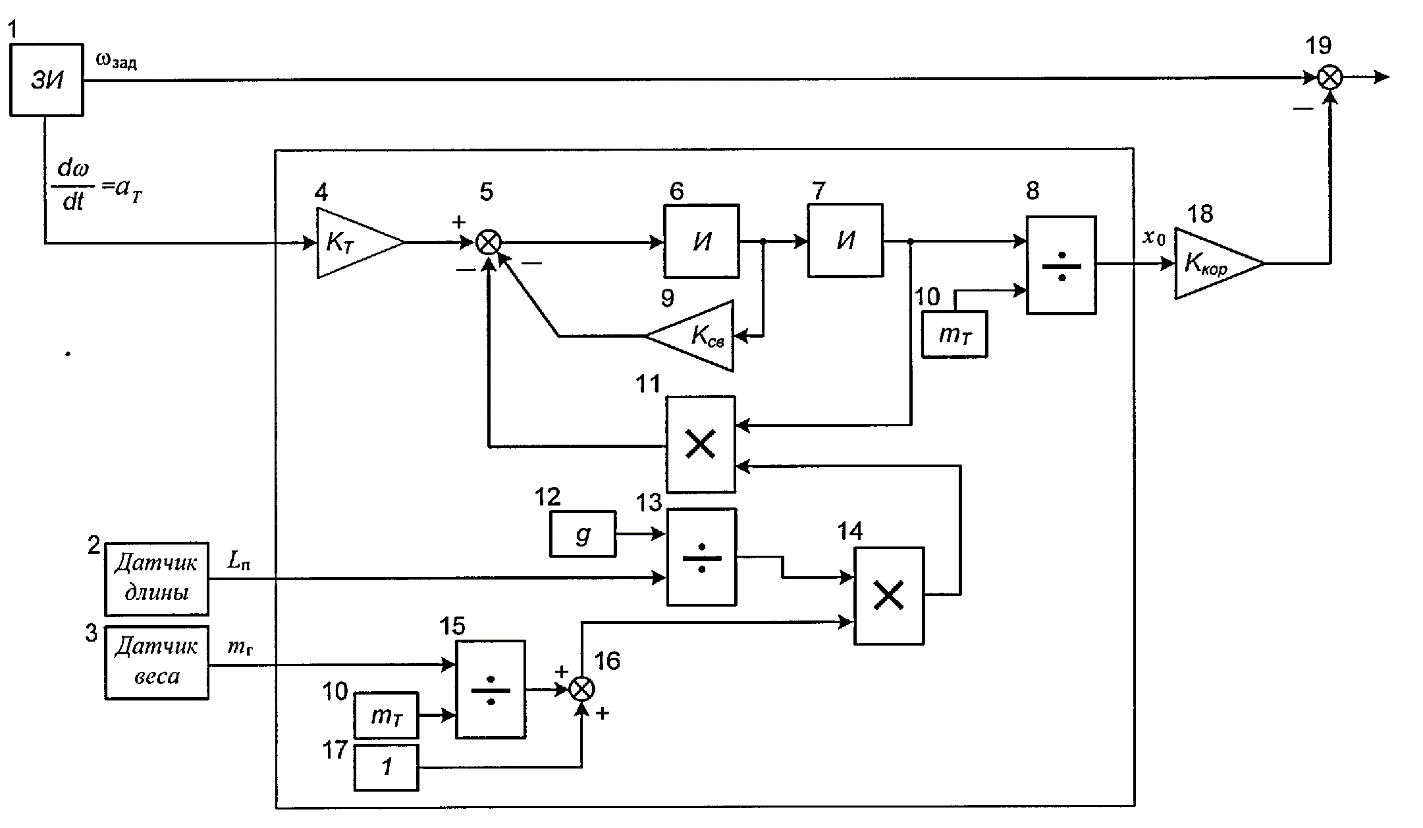 1
ЗИ
ωзад
19
−
dω
dt
=aT
4
KT
+
5
−
−
6
И
7
И
8
÷
x0
18
Kкор
9
Kсв
10
mT
11
×
12
g
13
÷
14
×
2
Датчик
длины
Lп
3
Датчик
веса
mг
15
÷
10
mT
17
1
+
16
+